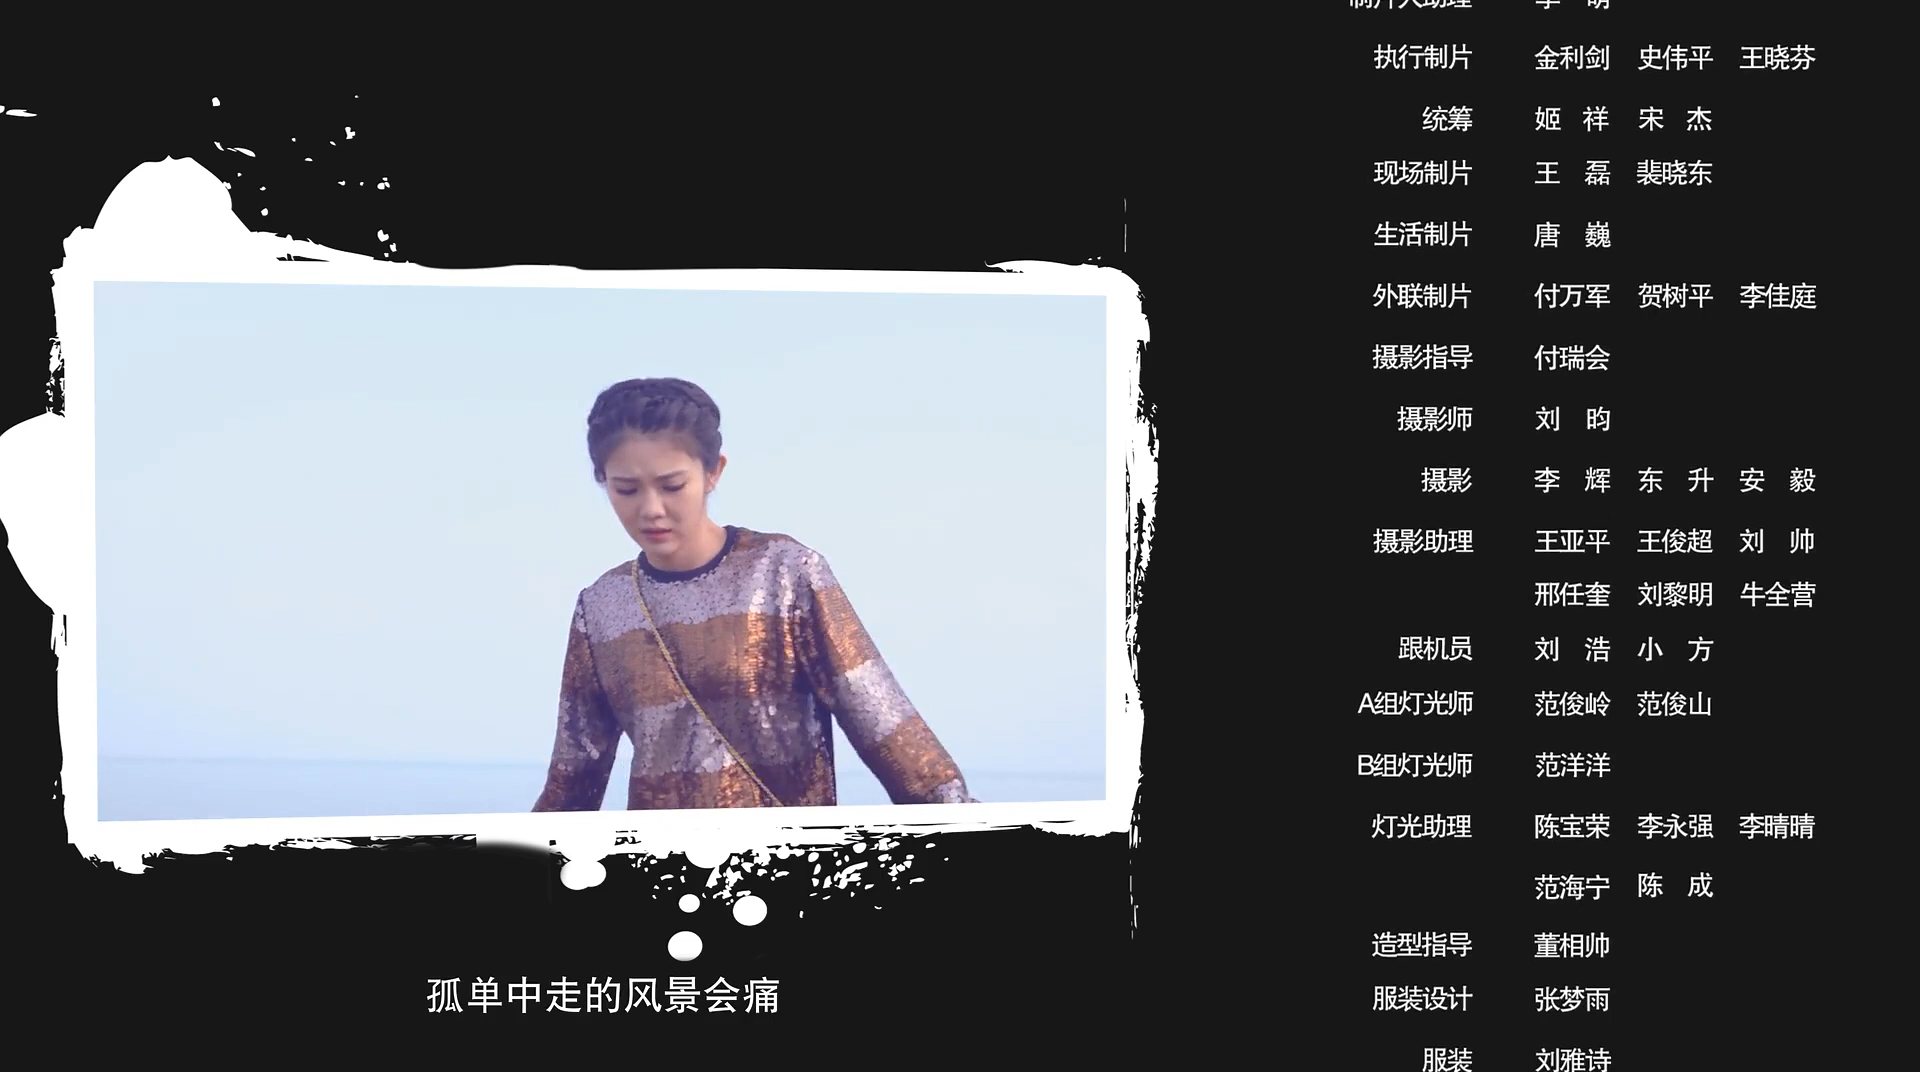 执行制片 金利剑 史伟平 王晓芬
统筹 姬祥 宋杰
现场制片 王磊 裴晓东
生活制片 唐巍
外联制片 付万军 贺树平 李佳庭
摄影指导 付瑞会
摄影师 刘昀
摄影 李辉 东升 安毅
摄影助理 王亚平 王俊超 刘帅
邢任奎 刘黎明 牛全营
跟机员 刘浩 小方
A组灯光师 范俊岭 范俊山
B组灯光师 范洋洋
灯光助理 陈宝荣 李永强 李晴晴
范海宁 陈成
造型指导 董相帅
服装设计 张梦雨
服装 刘雅诗
孤单中走的风景会痛